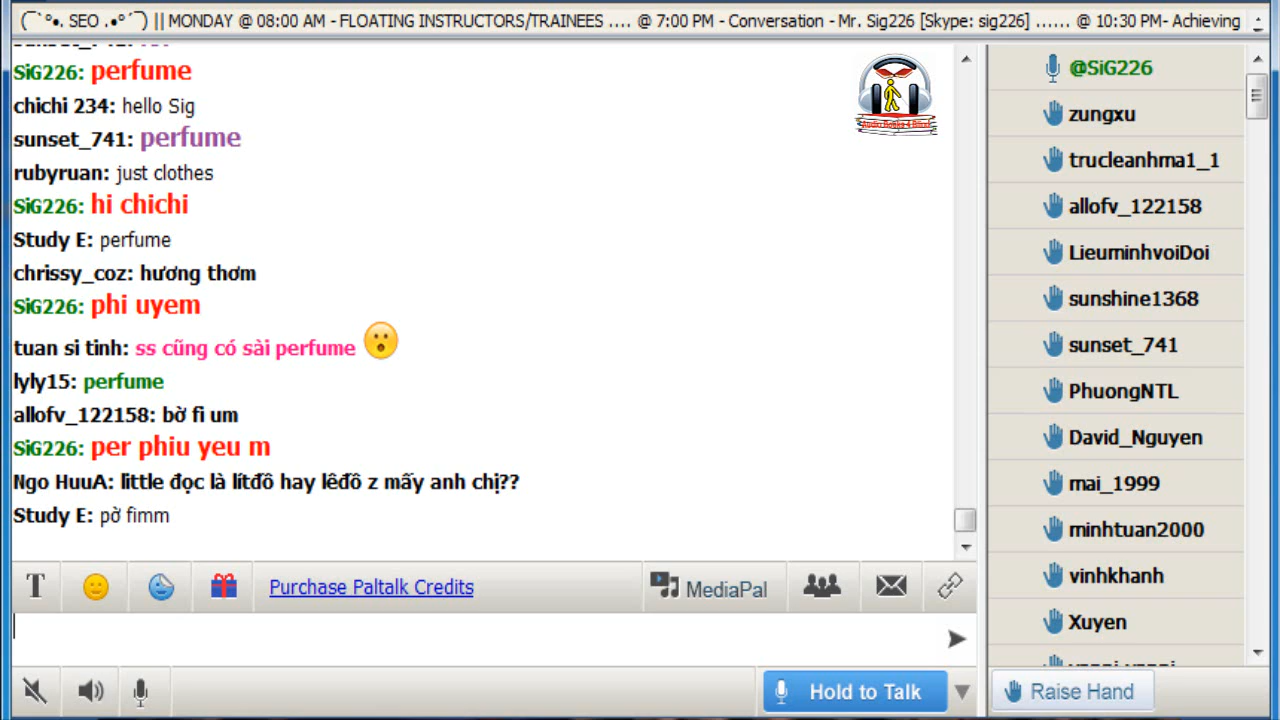 (¯`°•. SEO .•°´¯) || MONDAY @ 08:00 AM - FLOATING INSTRUCTORS/TRAINEES .... @ 7:00 PM - Conversation - Mr. Sig226 [Skype: sig226] ...... @ 10:30 PM- Achieving
SiG226: perfume
chichi 234: hello Sig
sunset_741: perfume
rubyruan: just clothes
SiG226: hi chichi
Study E: perfume
chrissy_coz: hương thơm
SiG226: phi uyem
tuan si tinh: ss cũng có sài perfume
lyly15: perfume
allofv_122158: bờ fi um
SiG226: per phiu yeu m
Ngo HuuA: little đọc là lítđồ hay lêđồ z mấy anh chị??
Study E: pờ fimm
T
Purchase Paltalk Credits
MediaPal
Hold to Talk
@SiG226
zungxu
trucleanhma1_1
allofv_122158
LieuminhvoiDoi
sunshine1368
sunset_741
PhuongNTL
David_Nguyen
mai_1999
minhtuan2000
vinhkhanh
Xuyen
Raise Hand